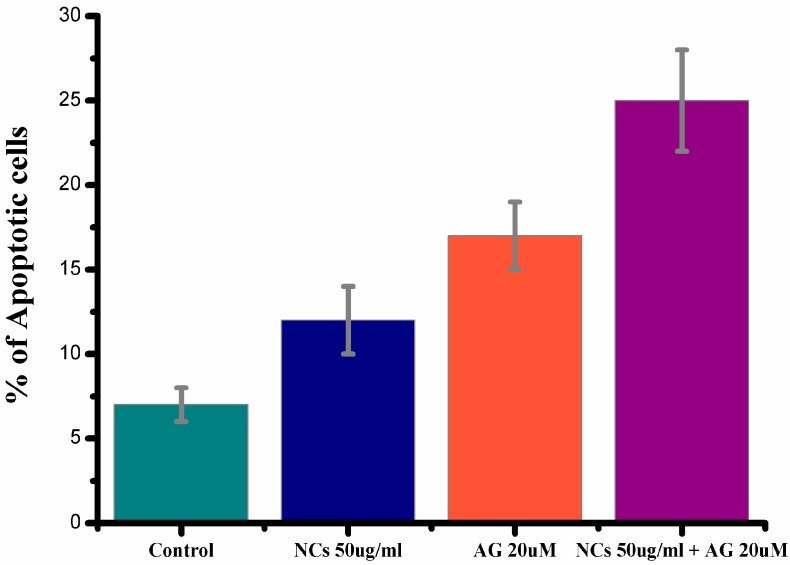 % of Apoptotic cells
30
25
20
15
10
5
0
Control
NCs 50ug/ml
AG 20uM
NCs 50ug/ml + AG 20uM